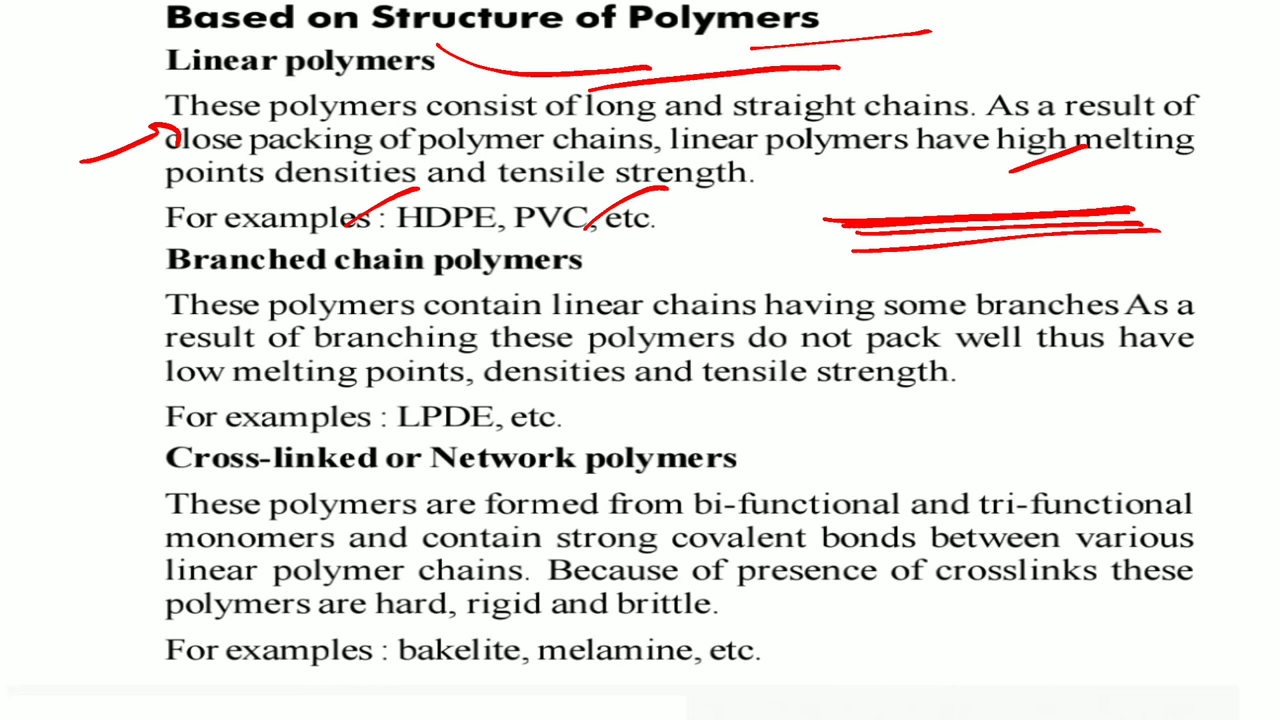 Based on Structure of Polymers
Linear polymers
These polymers consist of long and straight chains. As a result of
close packing of polymer chains, linear polymers have high melting
points densities and tensile strength.
For examples : HDPE, PVC, etc.
Branched chain polymers
These polymers contain linear chains having some branches As a
result of branching these polymers do not pack well thus have
low melting points, densities and tensile strength.
For examples : LPDE, etc.
Cross-linked or Network polymers
These polymers are formed from bi-functional and tri-functional
monomers and contain strong covalent bonds between various
linear polymer chains. Because of presence of crosslinks these
polymers are hard, rigid and brittle.
For examples : bakelite, melamine, etc.